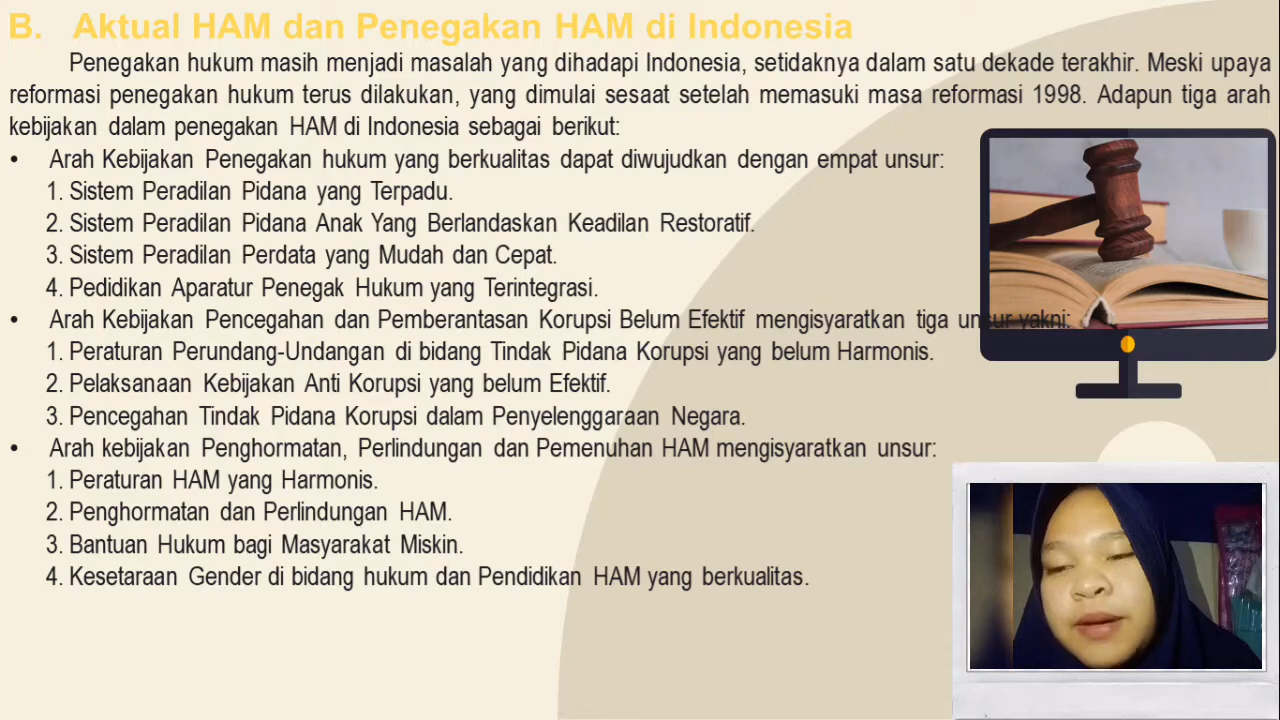 B. Aktual HAM dan Penegakan HAM di Indonesia
Penegakan hukum masih menjadi masalah yang dihadapi Indonesia, setidaknya dalam satu dekade terakhir. Meski upaya
reformasi penegakan hukum terus dilakukan, yang dimulai sesaat setelah memasuki masa reformasi 1998. Adapun tiga arah
kebijakan dalam penegakan HAM di Indonesia sebagai berikut:
• Arah Kebijakan Penegakan hukum yang berkualitas dapat diwujudkan dengan empat unsur:
1. Sistem Peradilan Pidana yang Terpadu.
2. Sistem Peradilan Pidana Anak Yang Berlandaskan Keadilan Restoratif.
3. Sistem Peradilan Perdata yang Mudah dan Cepat.
4. Pedidikan Aparatur Penegak Hukum yang Terintegrasi.
• Arah Kebijakan Pencegahan dan Pemberantasan Korupsi Belum Efektif mengisyaratkan tiga unsur yakni:
1. Peraturan Perundang-Undangan di bidang Tindak Pidana Korupsi yang belum Harmonis.
2. Pelaksanaan Kebijakan Anti Korupsi yang belum Efektif.
3. Pencegahan Tindak Pidana Korupsi dalam Penyelenggaraan Negara.
• Arah kebijakan Penghormatan, Perlindungan dan Pemenuhan HAM mengisyaratkan unsur:
1. Peraturan HAM yang Harmonis.
2. Penghormatan dan Perlindungan HAM.
3. Bantuan Hukum bagi Masyarakat Miskin.
4. Kesetaraan Gender di bidang hukum dan Pendidikan HAM yang berkualitas.